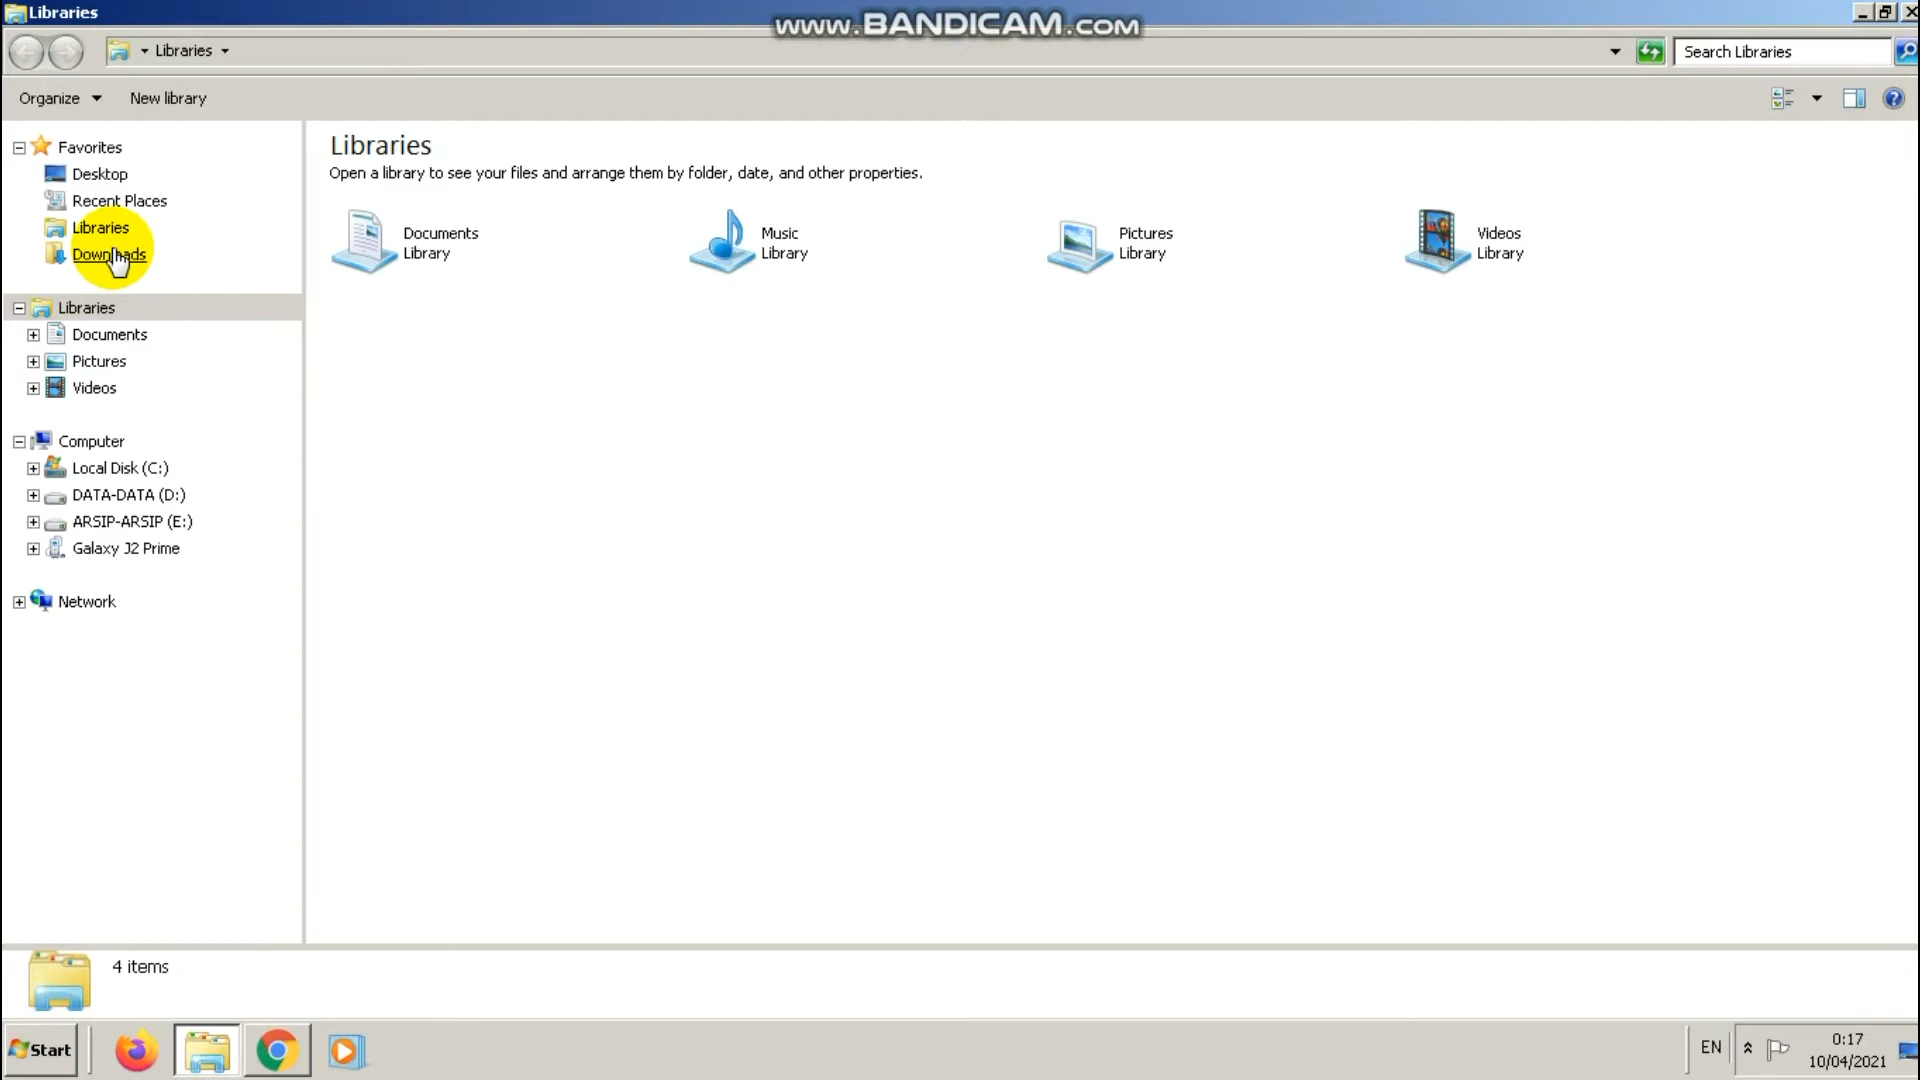 Libraries
www.BANDICAM.com
Libraries
Search Libraries
Organize
New library
Favorites
Desktop
Recent Places
Libraries
Downloads
Libraries
Documents
Pictures
Videos
Computer
Local Disk (C:)
DATA-DATA (D:)
ARSIP-ARSIP (E:)
Galaxy J2 Prime
Network
Libraries
Open a library to see your files and arrange them by folder, date, and other properties.
Documents
Library
Music
Library
Pictures
Library
Videos
Library
4 items
Start
EN
0:17
10/04/2021